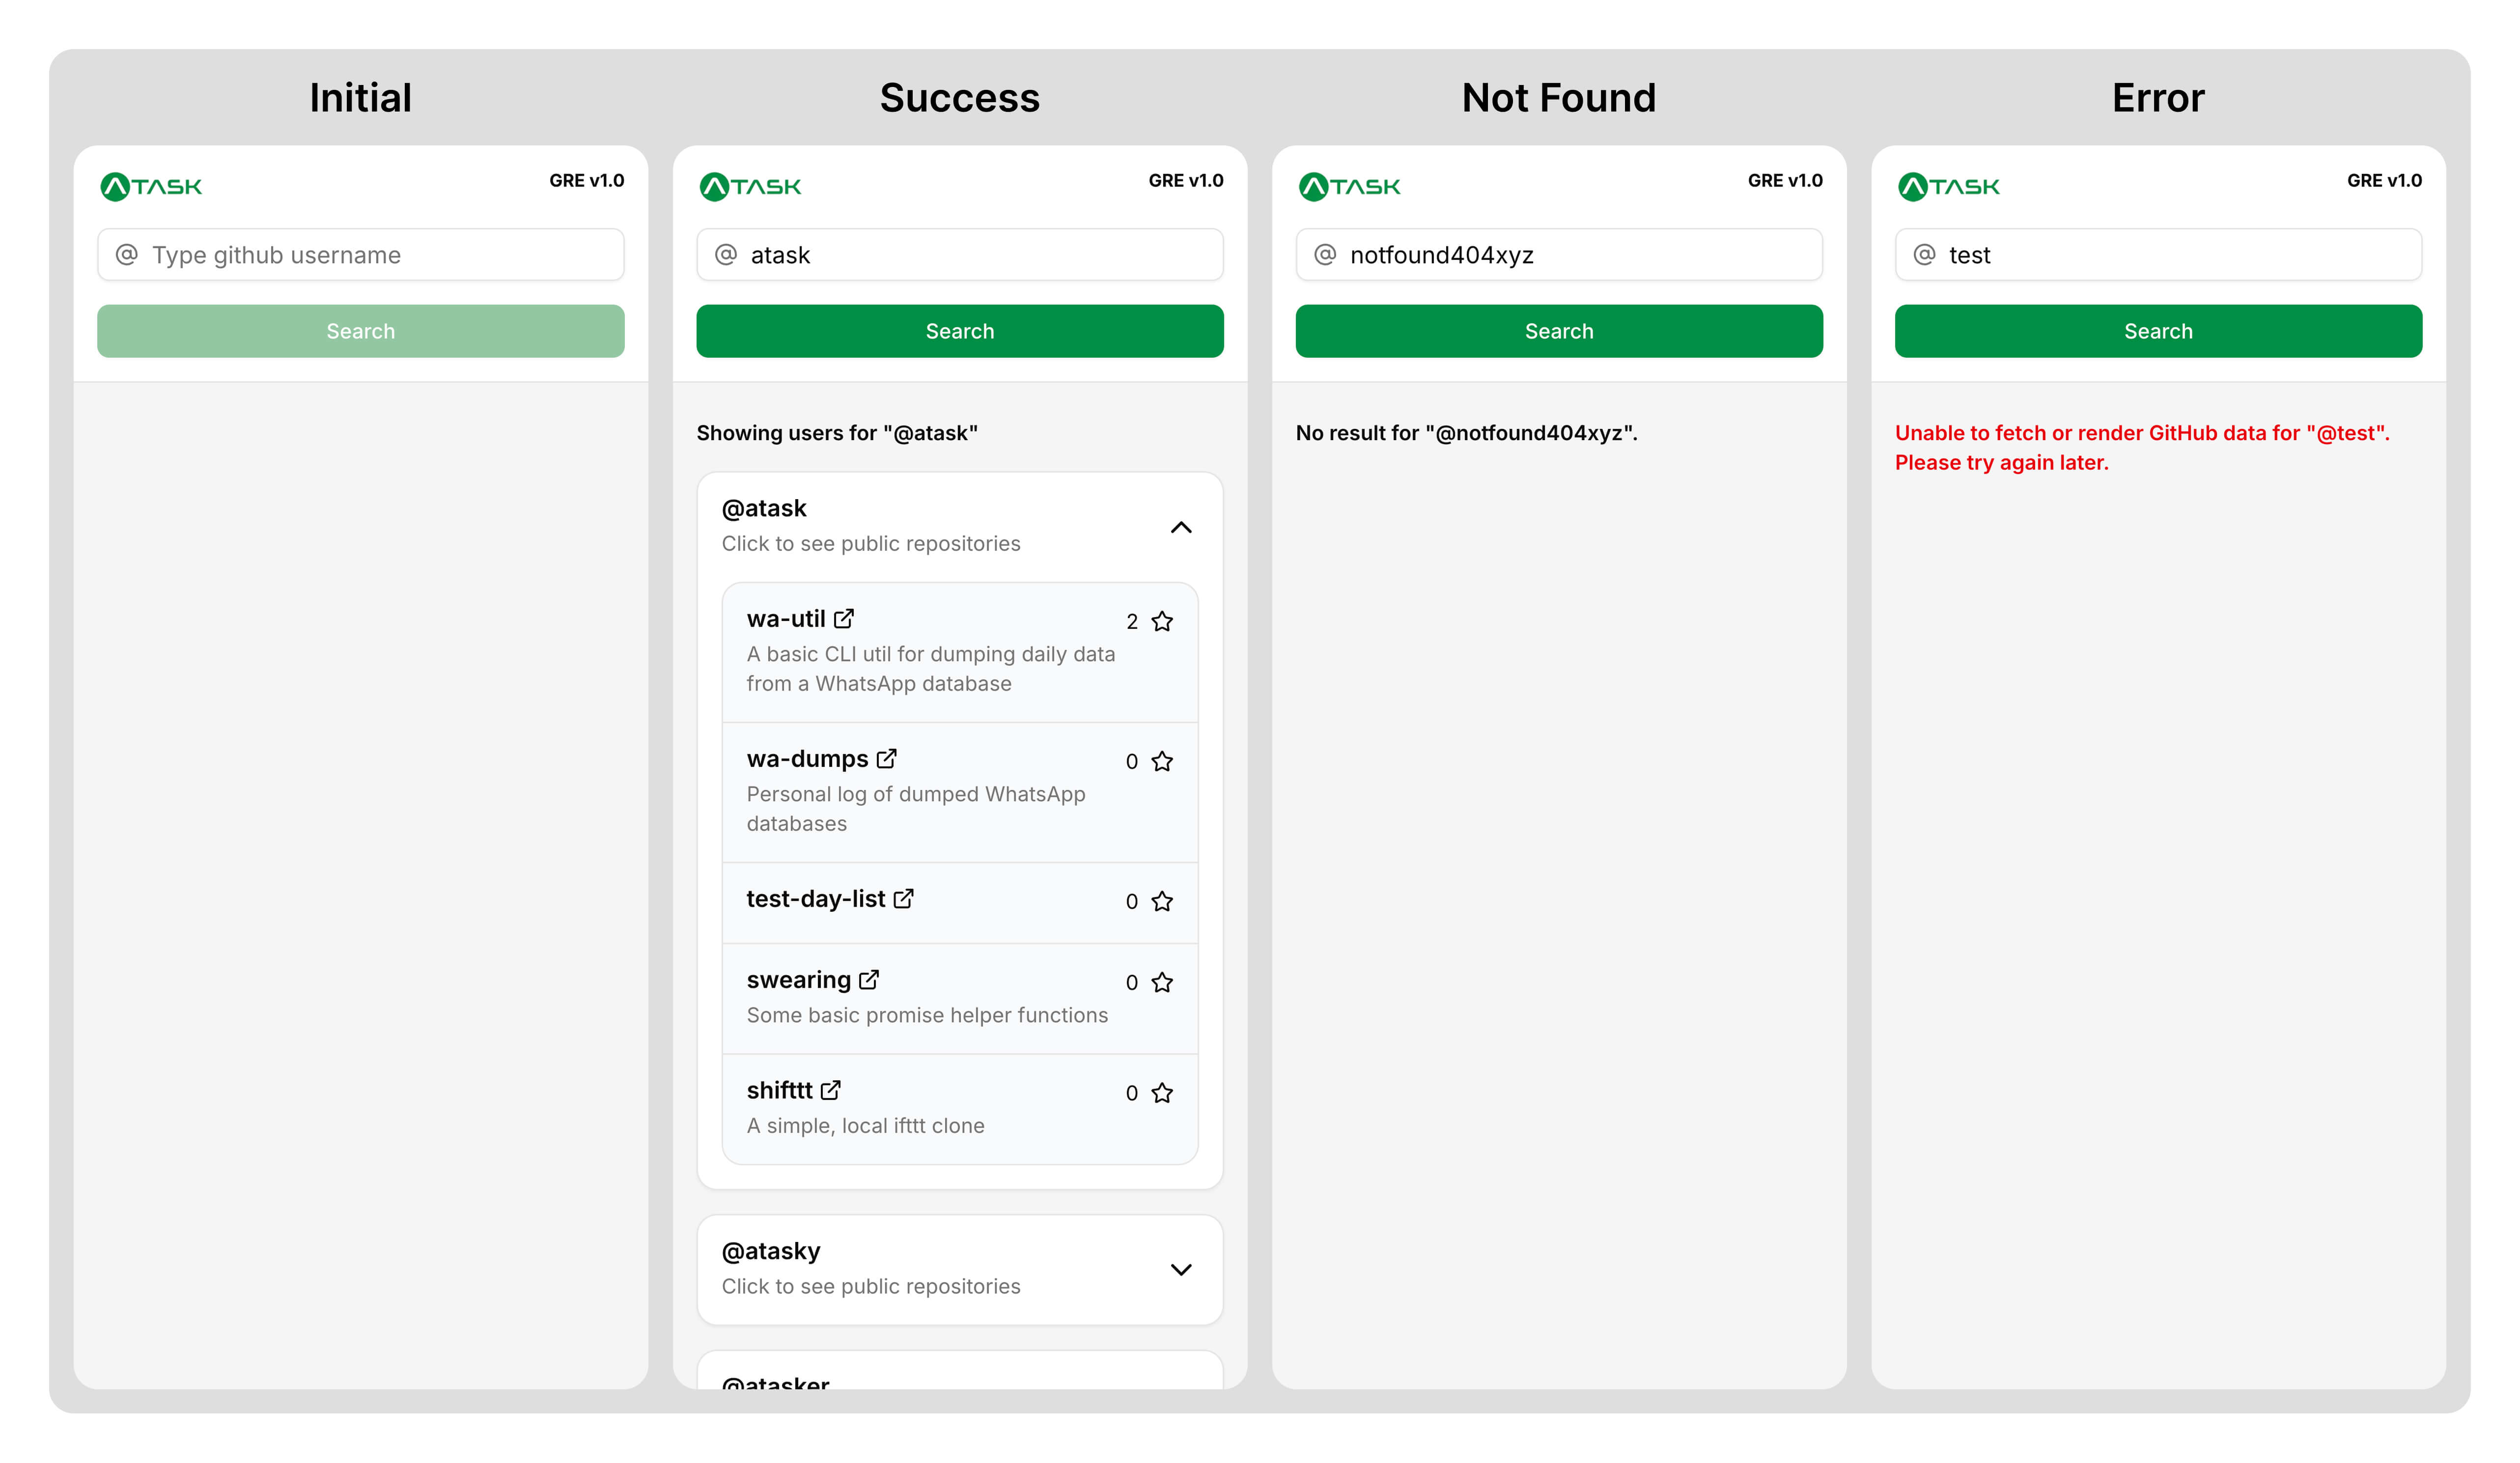 Initial
ATASK
GRE v1.0
@ Type github username
Search
Success
ATASK
GRE v1.0
@ atask
Search
Showing users for "@atask"
@atask
Click to see public repositories
wa-util
2
A basic CLI util for dumping daily data
from a WhatsApp database
wa-dumps
0
Personal log of dumped WhatsApp
databases
test-day-list
0
swearing
0
Some basic promise helper functions
shifttt
0
A simple, local ifttt clone
@atasky
Click to see public repositories
@atasker
Not Found
ATASK
GRE v1.0
@ notfound404xyz
Search
No result for "@notfound404xyz".
Error
ATASK
GRE v1.0
@ test
Search
Unable to fetch or render GitHub data for "@test".
Please try again later.